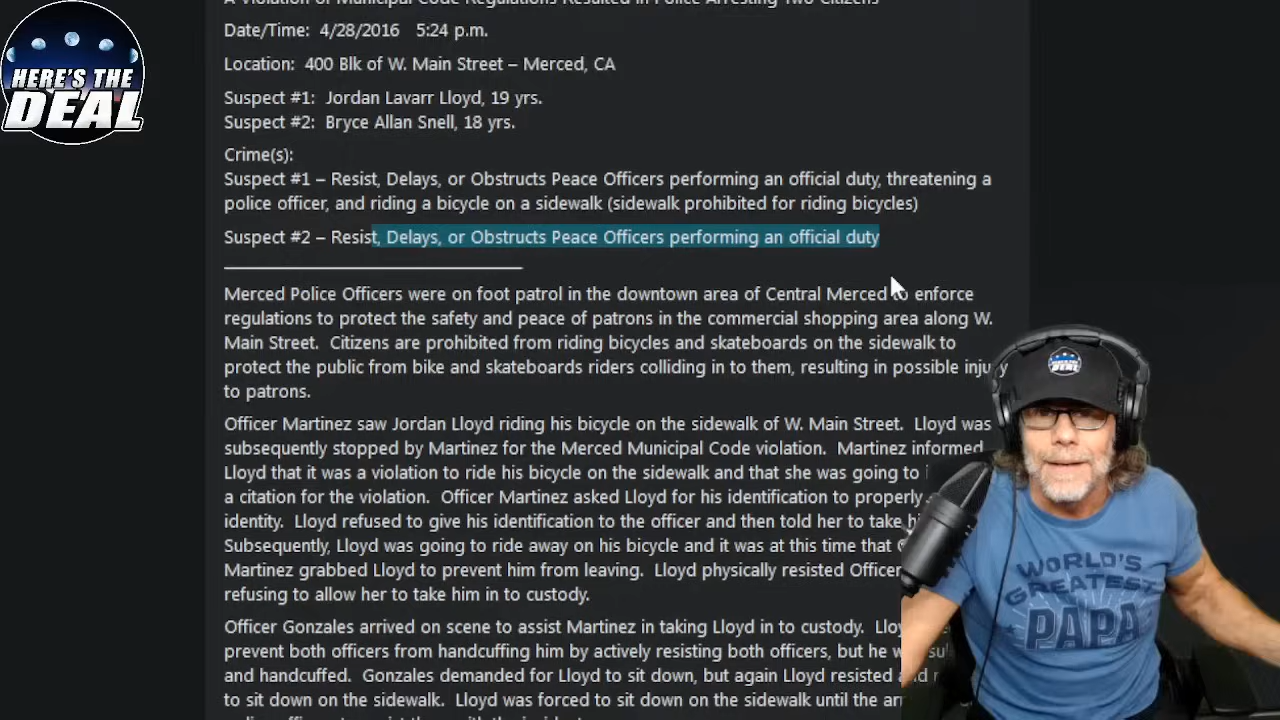 A Violation of Municipal Code Regulations Resulted in Police Arresting Two Citizens
HERE'S THE
DEAL
Date/Time: 4/28/2016 5:24 p.m.
Location: 400 Blk of W. Main Street – Merced, CA
Suspect #1: Jordan Lavarr Lloyd, 19 yrs.
Suspect #2: Bryce Allan Snell, 18 yrs.
Crime(s):
Suspect #1 – Resist, Delays, or Obstructs Peace Officers performing an official duty, threatening a
police officer, and riding a bicycle on a sidewalk (sidewalk prohibited for riding bicycles)
Suspect #2 – Resist, Delays, or Obstructs Peace Officers performing an official duty
Merced Police Officers were on foot patrol in the downtown area of Central Merced to enforce
regulations to protect the safety and peace of patrons in the commercial shopping area along W.
Main Street. Citizens are prohibited from riding bicycles and skateboards on the sidewalk to
protect the public from bike and skateboards riders colliding in to them, resulting in possible
to patrons.
Officer Martinez saw Jordan Lloyd riding his bicycle on the sidewalk of W. Main Street. Lloyd was
subsequently stopped by Martinez for the Merced Municipal Code violation. Martinez informed
Lloyd that it was a violation to ride his bicycle on the sidewalk and that she was going to
a citation for the violation. Officer Martinez asked Lloyd for his identification to properly
identity. Lloyd refused to give his identification to the officer and then told her to take
Subsequently, Lloyd was going to ride away on his bicycle and it was at this time that
Martinez grabbed Lloyd to prevent him from leaving. Lloyd physically resisted Officer
refusing to allow her to take him in to custody.
Officer Gonzales arrived on scene to assist Martinez in taking Lloyd in to custody.
prevent both officers from handcuffing him by actively resisting both officers, but he
and handcuffed. Gonzales demanded for Lloyd to sit down, but again Lloyd resisted
to sit down on the sidewalk. Lloyd was forced to sit down on the sidewalk until the
HERE'S THE
DEAL
WORLD'S
GREATEST
PAPA